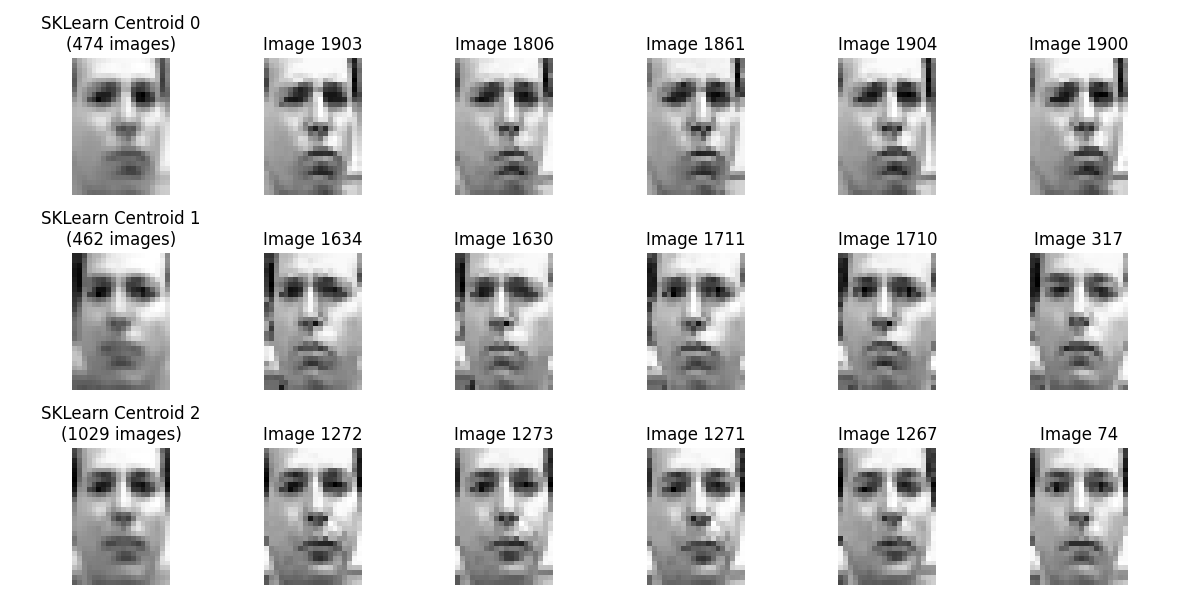 SKLearn Centroid 0
(474 images)
Image 1903
Image 1806
Image 1861
Image 1904
Image 1900
SKLearn Centroid 1
(462 images)
Image 1634
Image 1630
Image 1711
Image 1710
Image 317
SKLearn Centroid 2
(1029 images)
Image 1272
Image 1273
Image 1271
Image 1267
Image 74